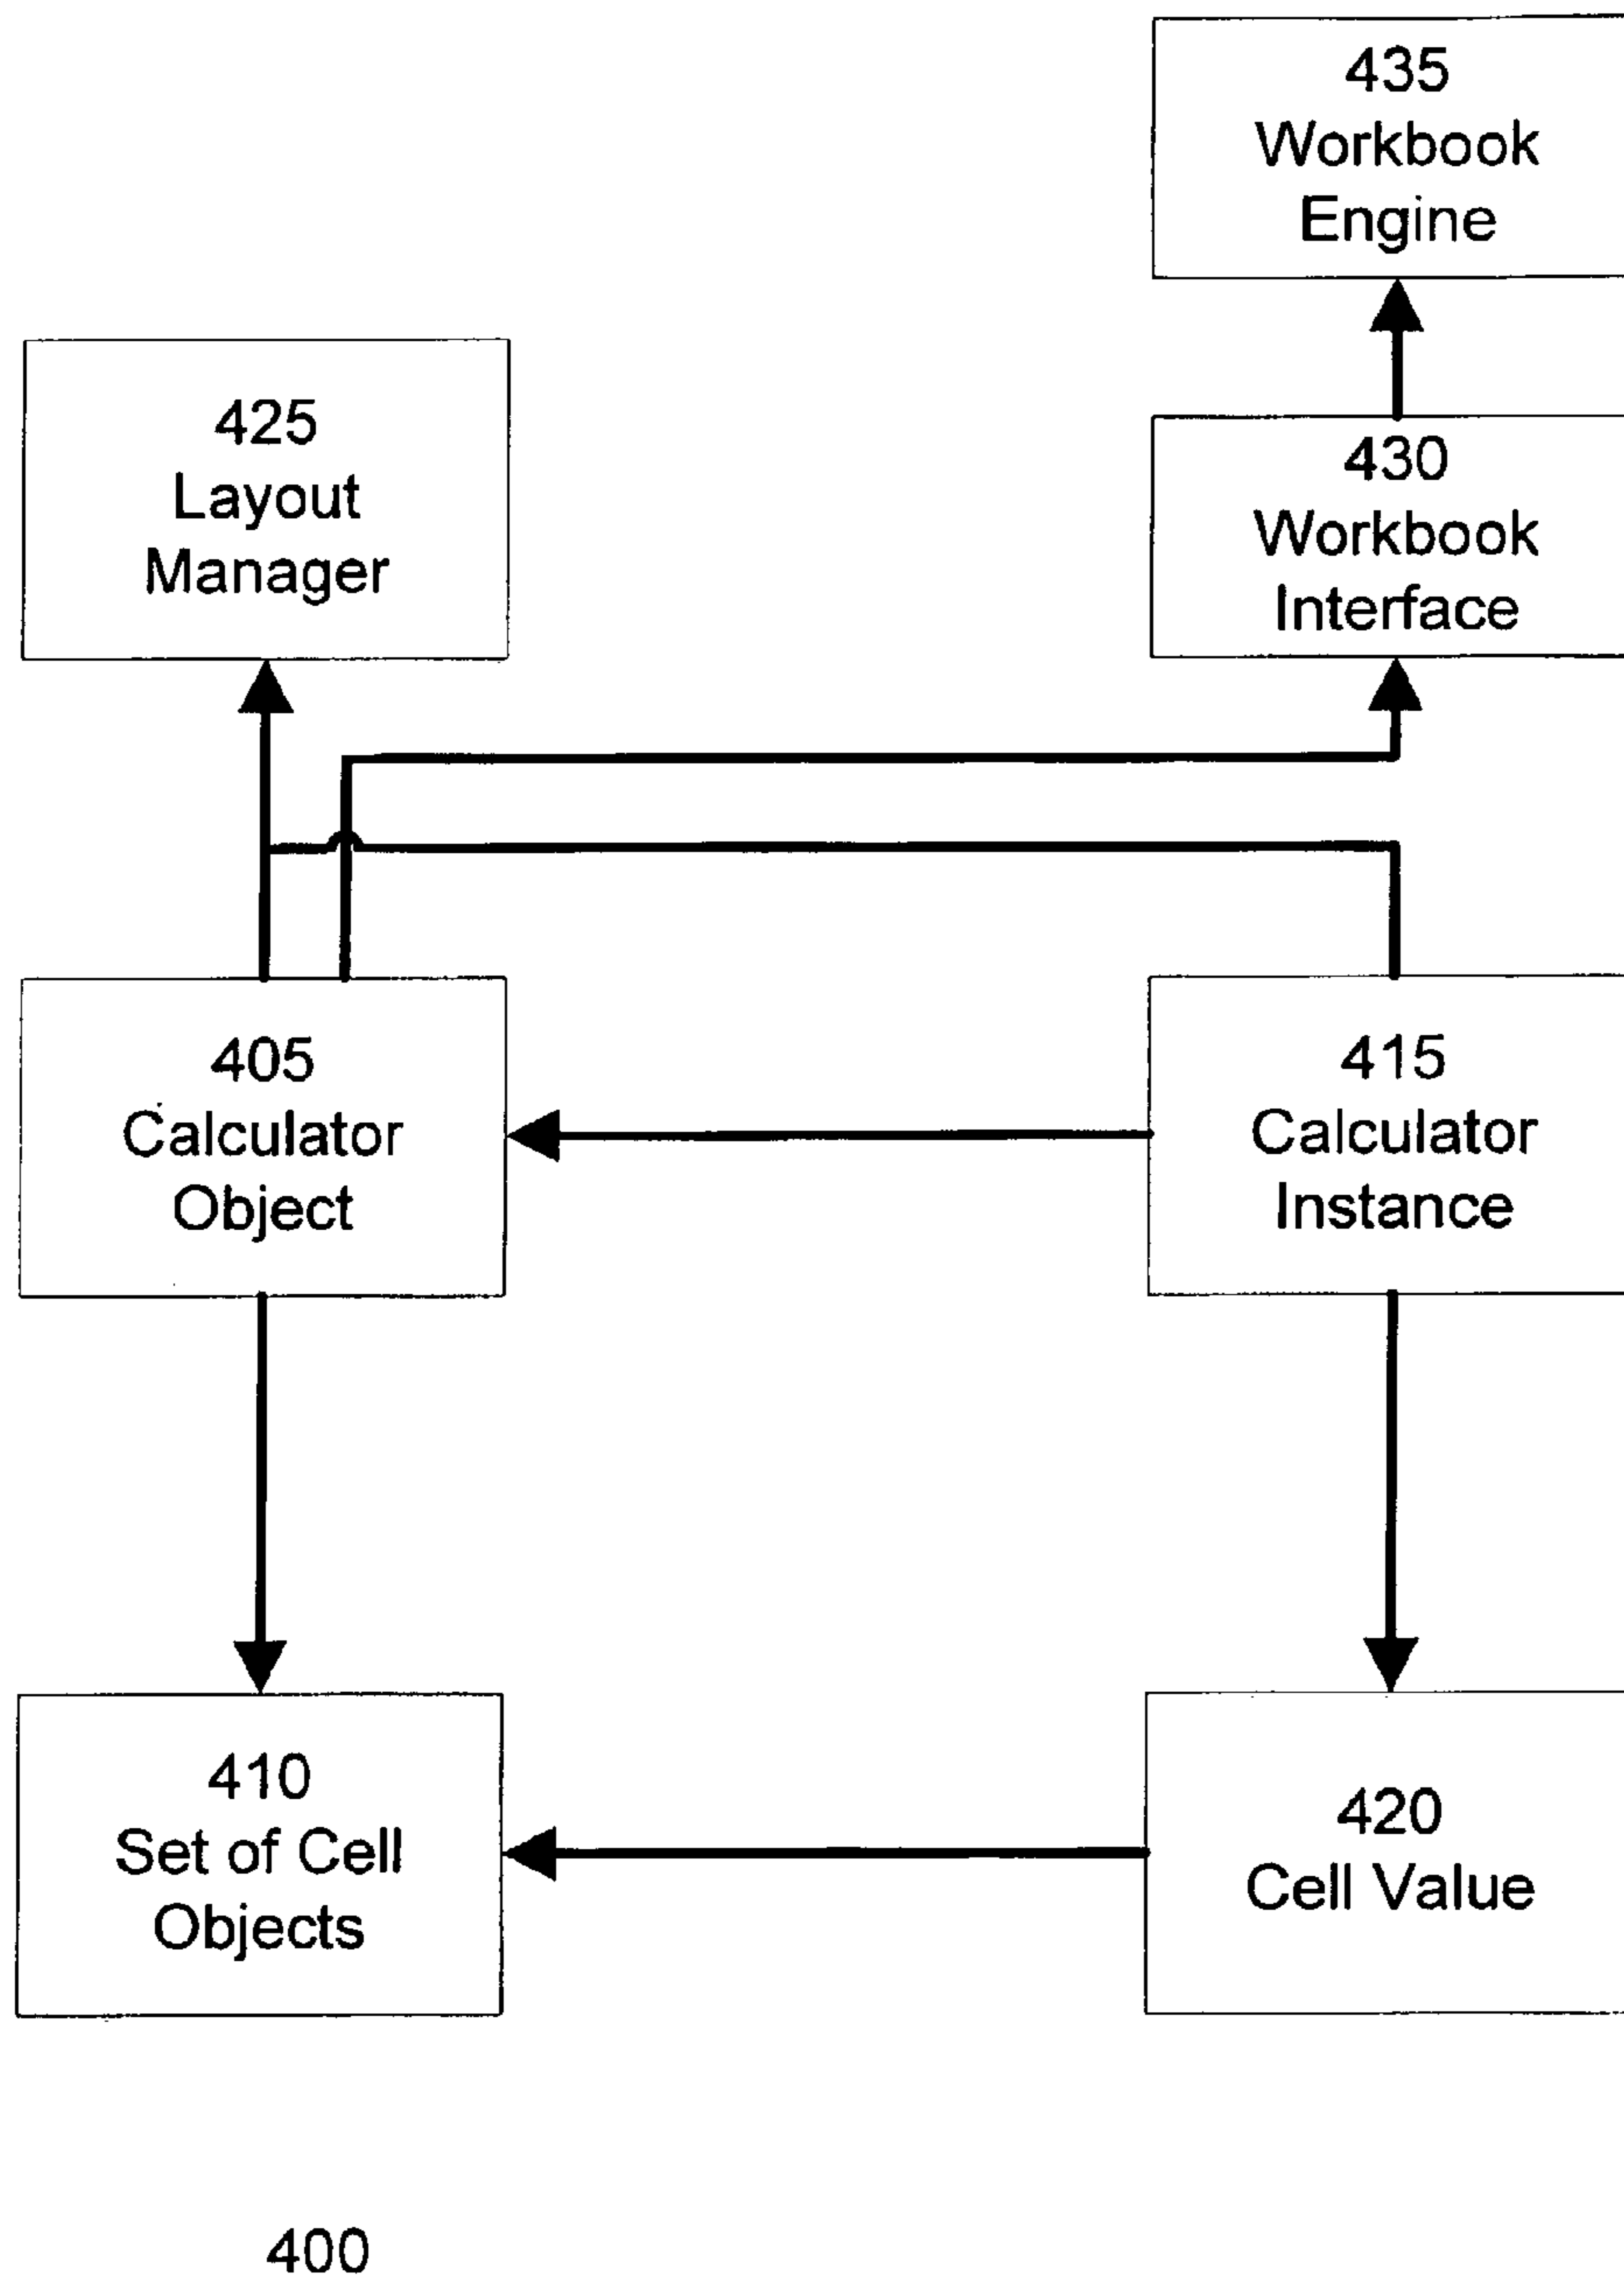 435
Workbook
Engine
425
Layout
Manager
430
Workbook
Interface
405
Calculator
Object
415
Calculator
Instance
410
Set of Cell
Objects
420
Cell Value
400